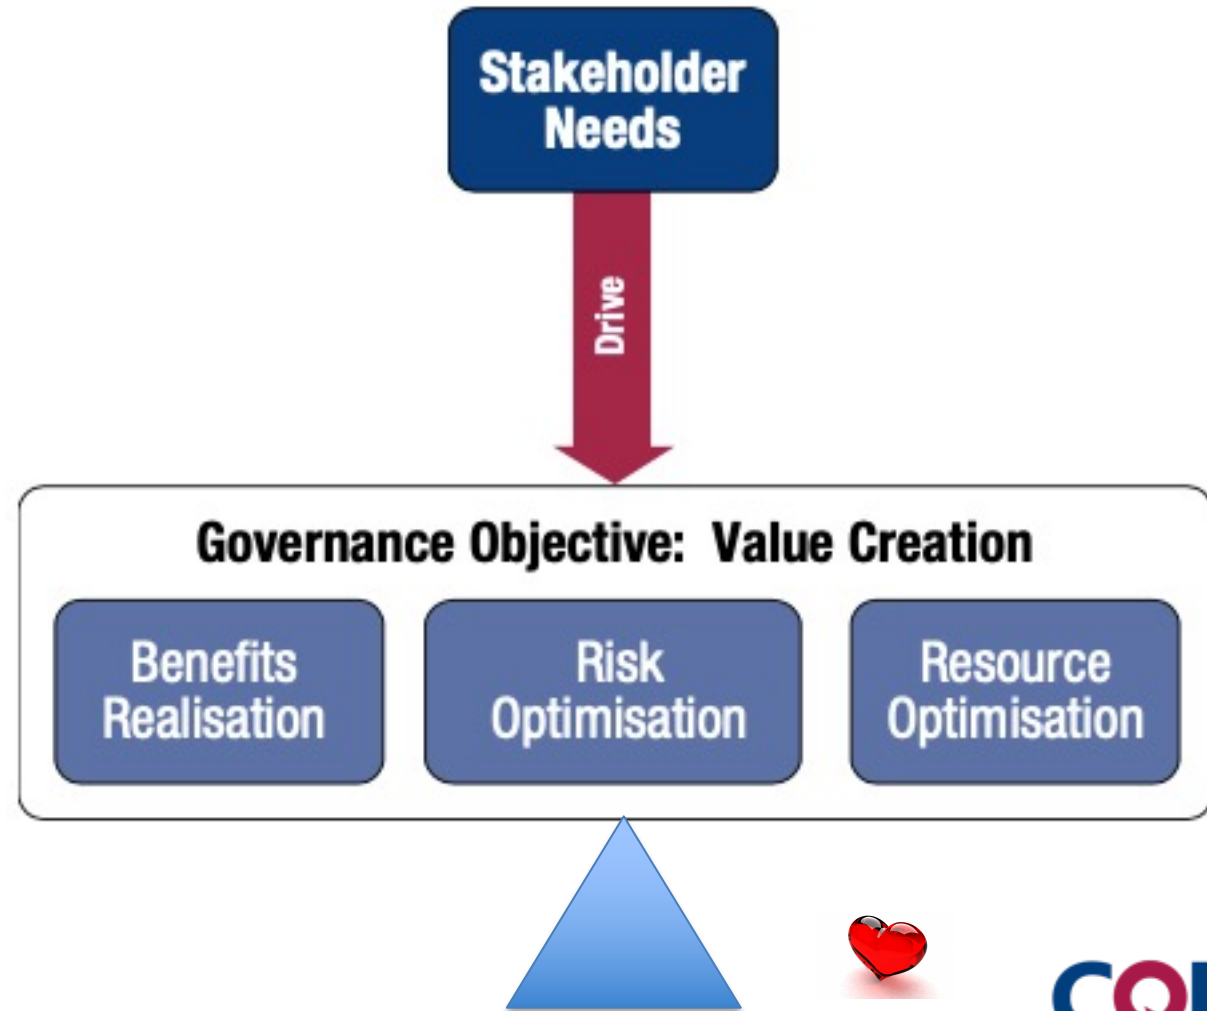 Stakeholder
Needs
Drive
Governance Objective: Value Creation
Benefits
Realisation
Risk
Optimisation
Resource
Optimisation